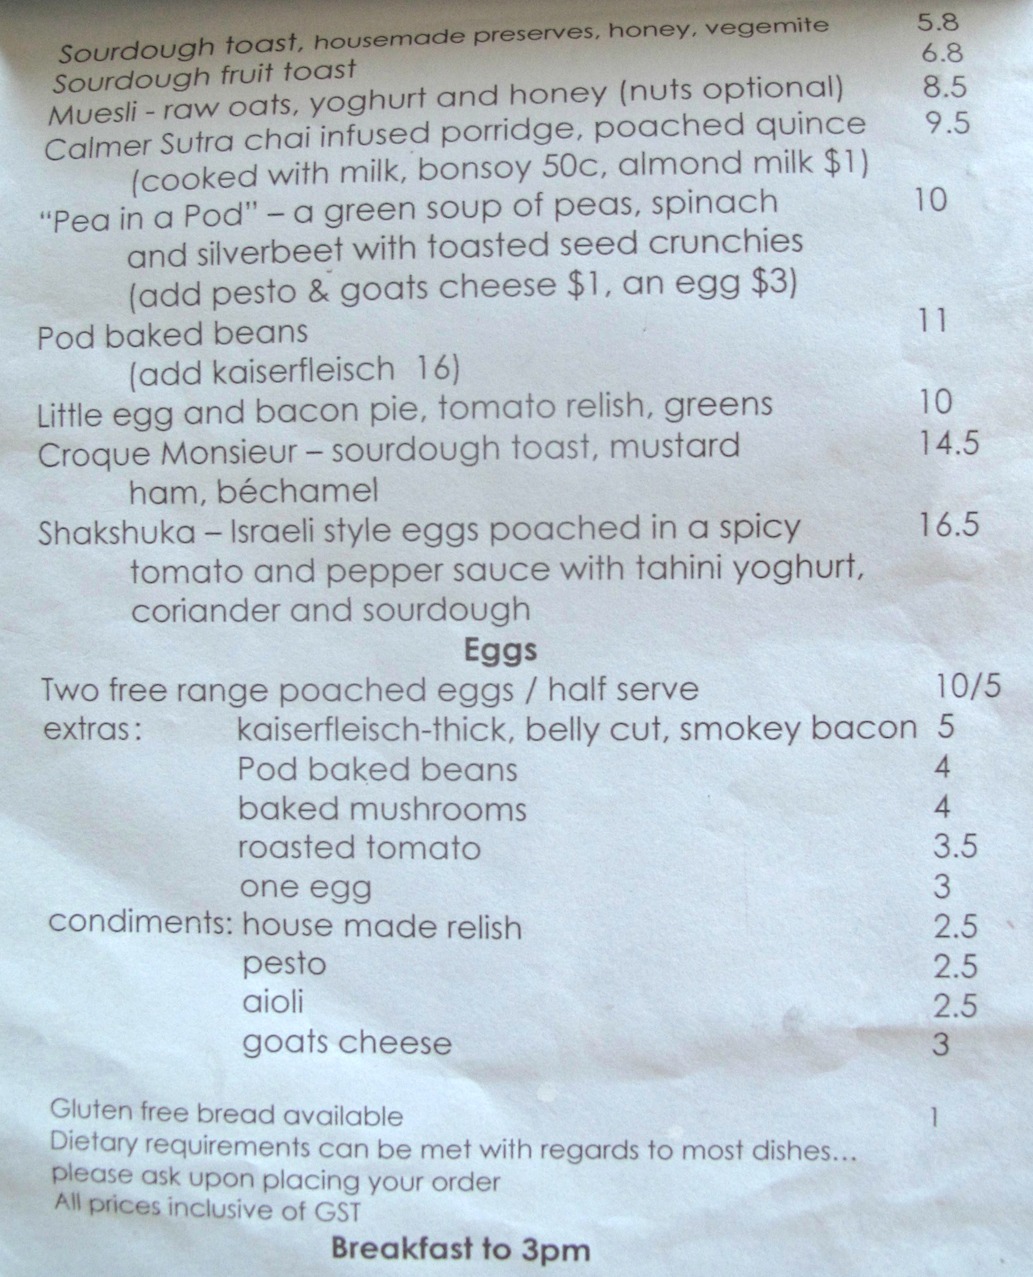 Sourdough toast, housemade preserves, honey, vegemite 5.8
Sourdough fruit toast 6.8
Muesli - raw oats, yoghurt and honey (nuts optional) 8.5
Calmer Sutra chai infused porridge, poached quince 9.5
(cooked with milk, bonsoy 50c, almond milk $1)
“Pea in a Pod” – a green soup of peas, spinach 10
and silverbeet with toasted seed crunchies
(add pesto & goats cheese $1, an egg $3)
Pod baked beans 11
(add kaiserfleisch 16)
Little egg and bacon pie, tomato relish, greens 10
Croque Monsieur – sourdough toast, mustard 14.5
ham, béchamel
Shakshuka – Israeli style eggs poached in a spicy 16.5
tomato and pepper sauce with tahini yoghurt,
coriander and sourdough
Eggs
Two free range poached eggs / half serve 10/5
extras: kaiserfleisch-thick, belly cut, smokey bacon 5
Pod baked beans 4
baked mushrooms 4
roasted tomato 3.5
one egg 3
condiments: house made relish 2.5
pesto 2.5
aioli 2.5
goats cheese 3
Gluten free bread available 1
Dietary requirements can be met with regards to most dishes...
please ask upon placing your order
All prices inclusive of GST
Breakfast to 3pm